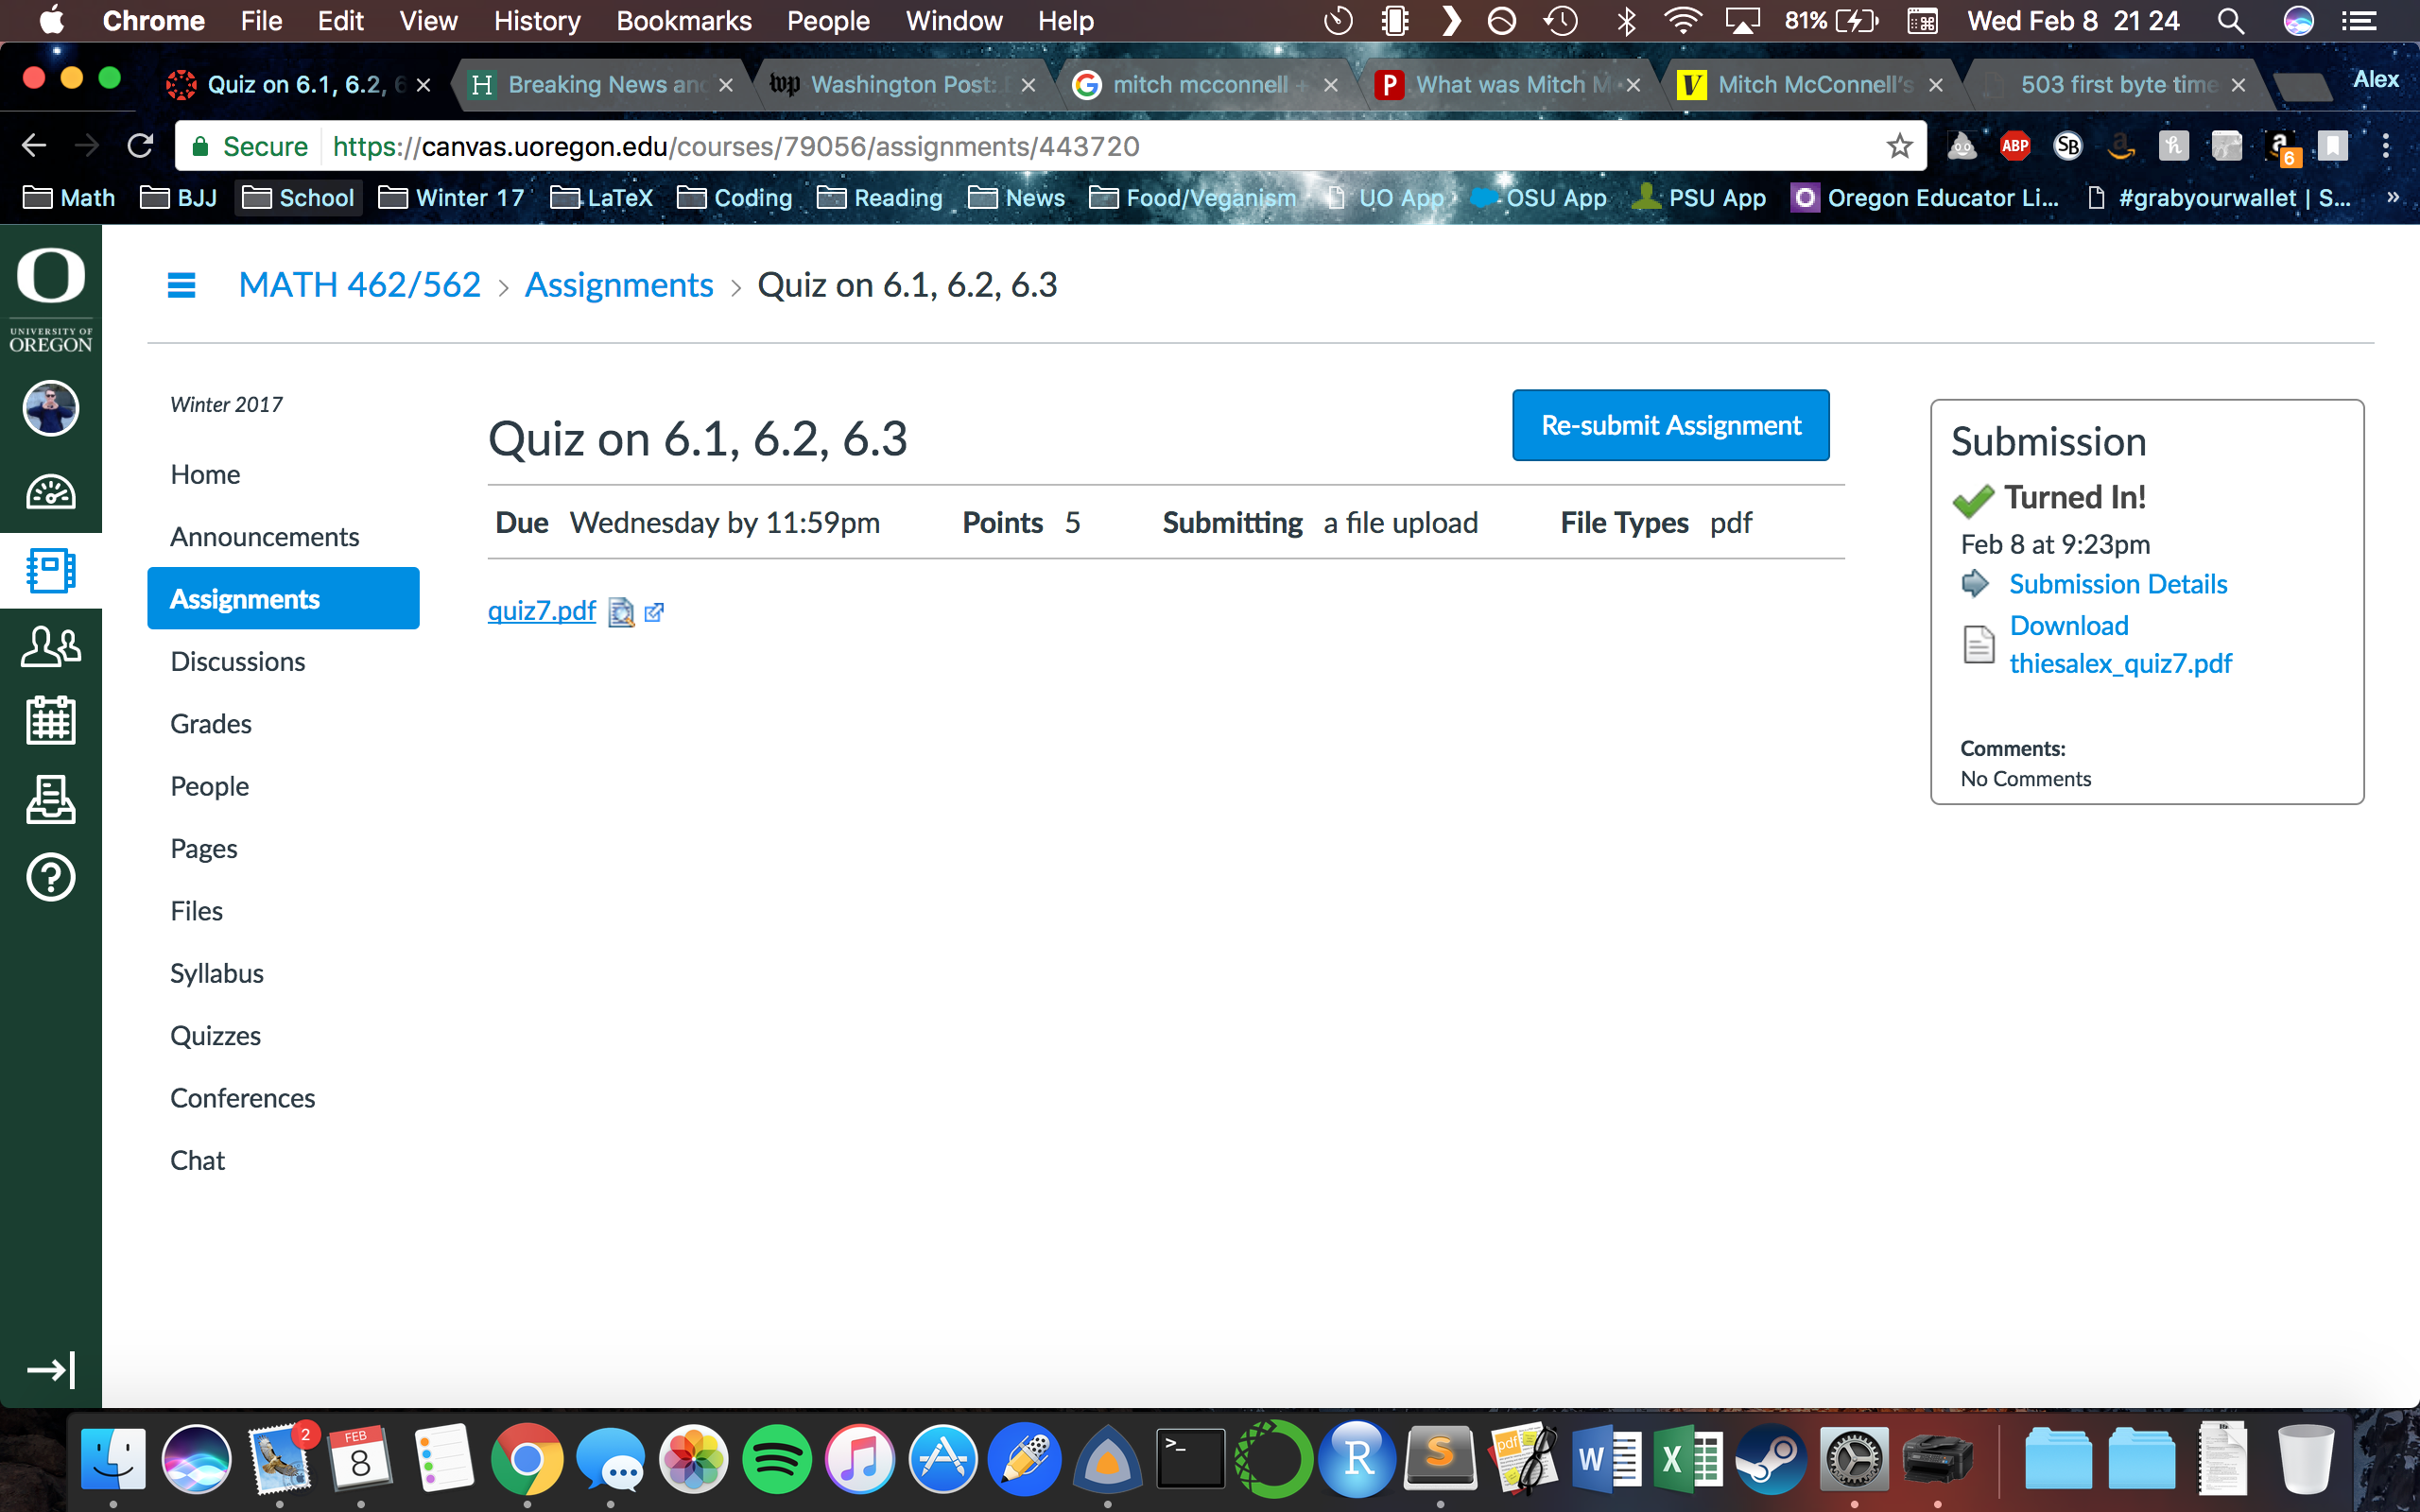 Chrome File Edit View History Bookmarks People Window Help 81% Wed Feb 8 21 24
Quiz on 6.1, 6.2, 6 Breaking News an Washington Post: mitch mcconnell + What was Mitch M Mitch McConnell's 503 first byte time Alex
Secure https://canvas.uoregon.edu/courses/79056/assignments/443720 ABP SB 6
Math BJJ School Winter 17 LaTeX Coding Reading News Food/Veganism UO App OSU App PSU App Oregon Educator Li... #grabyourwallet | S... »
UNIVERSITY OF
OREGON
MATH 462/562 > Assignments > Quiz on 6.1, 6.2, 6.3
Winter 2017
Home
Announcements
Assignments
Discussions
Grades
People
Pages
Files
Syllabus
Quizzes
Conferences
Chat
Quiz on 6.1, 6.2, 6.3
Re-submit Assignment
Due Wednesday by 11:59pm Points 5 Submitting a file upload File Types pdf
quiz7.pdf
Submission
Turned In!
Feb 8 at 9:23pm
Submission Details
Download
thiesalex_quiz7.pdf
Comments:
No Comments
2
FEB
8